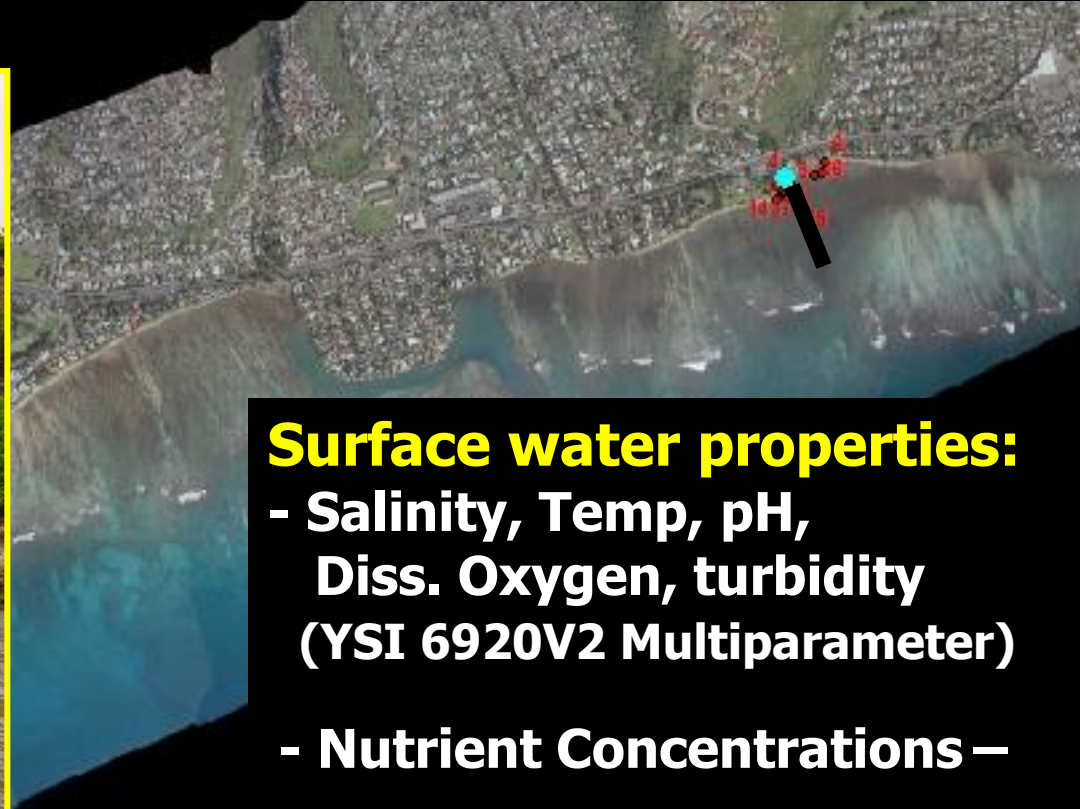 Surface water properties:
- Salinity, Temp, pH,
Diss. Oxygen, turbidity
(YSI 6920V2 Multiparameter)
- Nutrient Concentrations –